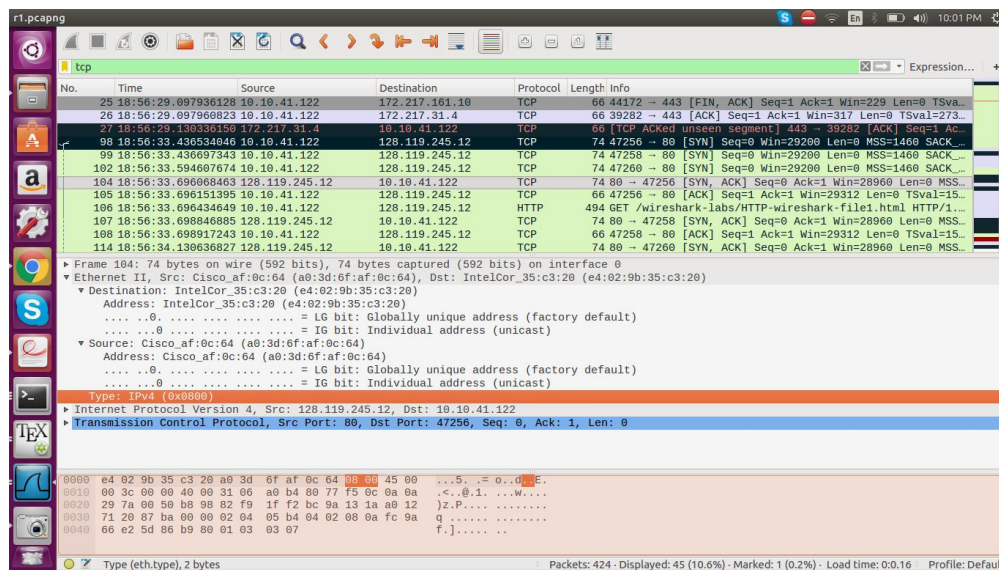 r1.pcapng
En
10:01 PM
tcp
Expression...
+
No. Time Source Destination Protocol Length Info
25 18:56:29.097936128 10.10.41.122 172.217.161.10 TCP 66 44172 → 443 [FIN, ACK] Seq=1 Ack=1 Win=229 Len=0 TSva...
26 18:56:29.097960823 10.10.41.122 172.217.31.4 TCP 66 39282 → 443 [ACK] Seq=1 Ack=1 Win=317 Len=0 TSval=273...
27 18:56:29.130336150 172.217.31.4 10.10.41.122 TCP 66 [TCP ACKed unseen segment] 443 → 39282 [ACK] Seq=1 Ac...
98 18:56:33.436534046 10.10.41.122 128.119.245.12 TCP 74 47256 → 80 [SYN] Seq=0 Win=29200 Len=0 MSS=1460 SACK_...
99 18:56:33.436697343 10.10.41.122 128.119.245.12 TCP 74 47258 → 80 [SYN] Seq=0 Win=29200 Len=0 MSS=1460 SACK_...
102 18:56:33.594607674 10.10.41.122 128.119.245.12 TCP 74 47260 → 80 [SYN] Seq=0 Win=29200 Len=0 MSS=1460 SACK_...
104 18:56:33.696068463 128.119.245.12 10.10.41.122 TCP 74 80 → 47256 [SYN, ACK] Seq=0 Ack=1 Win=28960 Len=0 MSS...
105 18:56:33.696151395 10.10.41.122 128.119.245.12 TCP 66 47256 → 80 [ACK] Seq=1 Ack=1 Win=29312 Len=0 TSval=15...
106 18:56:33.696434649 10.10.41.122 128.119.245.12 HTTP 494 GET /wireshark-labs/HTTP-wireshark-file1.html HTTP/1....
107 18:56:33.698846885 128.119.245.12 10.10.41.122 TCP 74 80 → 47258 [SYN, ACK] Seq=0 Ack=1 Win=28960 Len=0 MSS...
108 18:56:33.698917243 10.10.41.122 128.119.245.12 TCP 66 47258 → 80 [ACK] Seq=1 Ack=1 Win=29312 Len=0 TSval=15...
114 18:56:34.130636827 128.119.245.12 10.10.41.122 TCP 74 80 → 47260 [SYN, ACK] Seq=0 Ack=1 Win=28960 Len=0 MSS...
Frame 104: 74 bytes on wire (592 bits), 74 bytes captured (592 bits) on interface 0
Ethernet II, Src: Cisco_af:0c:64 (a0:3d:6f:af:0c:64), Dst: IntelCor_35:c3:20 (e4:02:9b:35:c3:20)
Destination: IntelCor_35:c3:20 (e4:02:9b:35:c3:20)
Address: IntelCor_35:c3:20 (e4:02:9b:35:c3:20)
.... ..0. .... .... .... .... = LG bit: Globally unique address (factory default)
.... ...0 .... .... .... .... = IG bit: Individual address (unicast)
Source: Cisco_af:0c:64 (a0:3d:6f:af:0c:64)
Address: Cisco_af:0c:64 (a0:3d:6f:af:0c:64)
.... ..0. .... .... .... .... = LG bit: Globally unique address (factory default)
.... ...0 .... .... .... .... = IG bit: Individual address (unicast)
Type: IPv4 (0x0800)
Internet Protocol Version 4, Src: 128.119.245.12, Dst: 10.10.41.122
Transmission Control Protocol, Src Port: 80, Dst Port: 47256, Seq: 0, Ack: 1, Len: 0
0000 e4 02 9b 35 c3 20 a0 3d 6f af 0c 64 08 00 45 00 ...5. .= o..d..E.
0010 00 3c 00 00 40 00 31 06 a0 b4 80 77 f5 0c 0a 0a .<..@.1. ...w....
0020 29 7a 00 50 b8 98 82 f9 1f f2 bc 9a 13 1a a0 12 )z.P.... ........
0030 71 20 87 ba 00 00 02 04 05 b4 04 02 08 0a fc 9a q ...... ........
0040 66 e2 5d 86 b9 80 01 03 03 07 f.]..... ..
Type (eth.type), 2 bytes
Packets: 424 · Displayed: 45 (10.6%) · Marked: 1 (0.2%) · Load time: 0:0.16
Profile: Defau